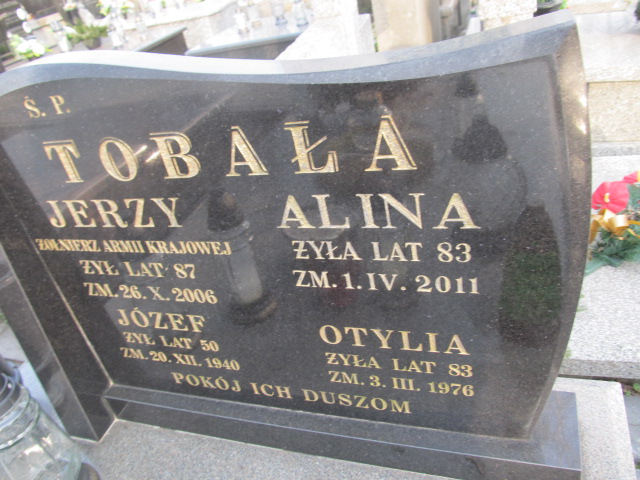 Ś. P.
TOBAŁA
JERZY
ŻOŁNIERZ ARMII KRAJOWEJ
ŻYŁ LAT 87
ZM. 26. X. 2006
ALINA
ŻYŁA LAT 83
ZM. 1. IV. 2011
JÓZEF
ŻYŁ LAT 50
ZM. 20. XII. 1940
OTYLIA
ŻYŁA LAT 83
ZM. 3. III. 1976
POKÓJ ICH DUSZOM